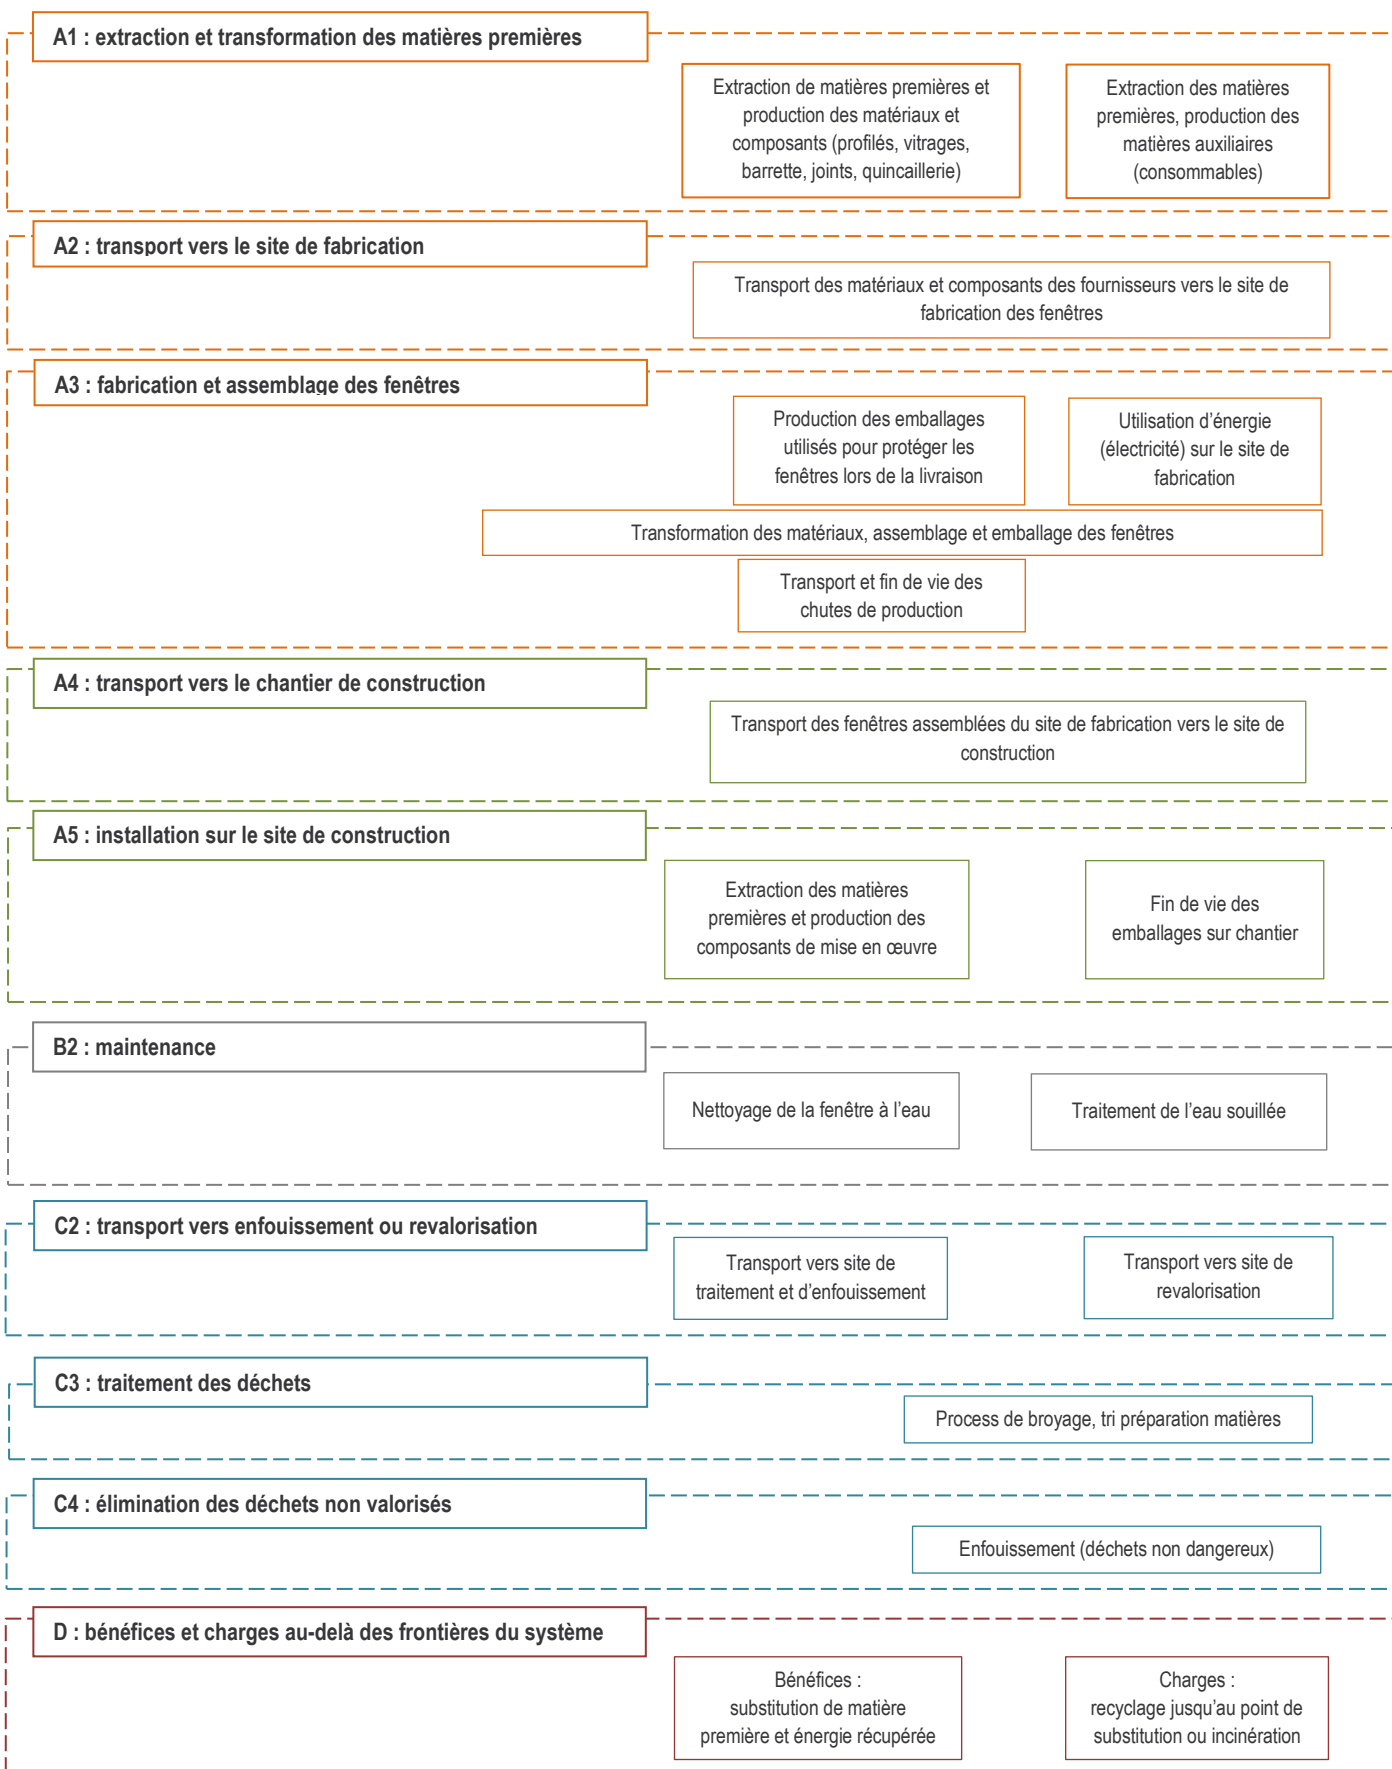 A1 : extraction et transformation des matières premières
Extraction de matières premières et
production des matériaux et
composants (profilés, vitrages,
barrette, joints, quincaillerie)
Extraction des matières
premières, production des
matières auxiliaires
(consommables)
A2 : transport vers le site de fabrication
Transport des matériaux et composants des fournisseurs vers le site de
fabrication des fenêtres
A3 : fabrication et assemblage des fenêtres
Production des emballages
utilisés pour protéger les
fenêtres lors de la livraison
Utilisation d’énergie
(électricité) sur le site de
fabrication
Transformation des matériaux, assemblage et emballage des fenêtres
Transport et fin de vie des
chutes de production
A4 : transport vers le chantier de construction
Transport des fenêtres assemblées du site de fabrication vers le site de
construction
A5 : installation sur le site de construction
Extraction des matières
premières et production des
composants de mise en œuvre
Fin de vie des
emballages sur chantier
B2 : maintenance
Nettoyage de la fenêtre à l’eau
Traitement de l’eau souillée
C2 : transport vers enfouissement ou revalorisation
Transport vers site de
traitement et d’enfouissement
Transport vers site de
revalorisation
C3 : traitement des déchets
Process de broyage, tri préparation matières
C4 : élimination des déchets non valorisés
Enfouissement (déchets non dangereux)
D : bénéfices et charges au-delà des frontières du système
Bénéfices :
substitution de matière
première et énergie récupérée
Charges :
recyclage jusqu’au point de
substitution ou incinération